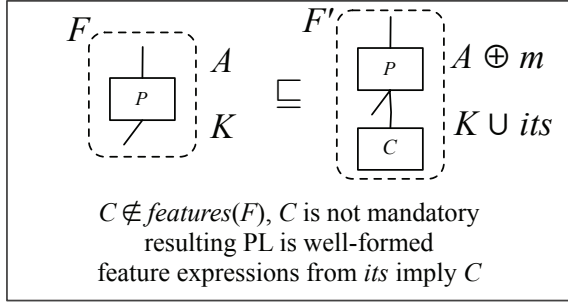 F
P
A
K
⊑
F'
P
C
A ⊕ m
K ∪ its
C ∉ features(F), C is not mandatory
resulting PL is well-formed
feature expressions from its imply C